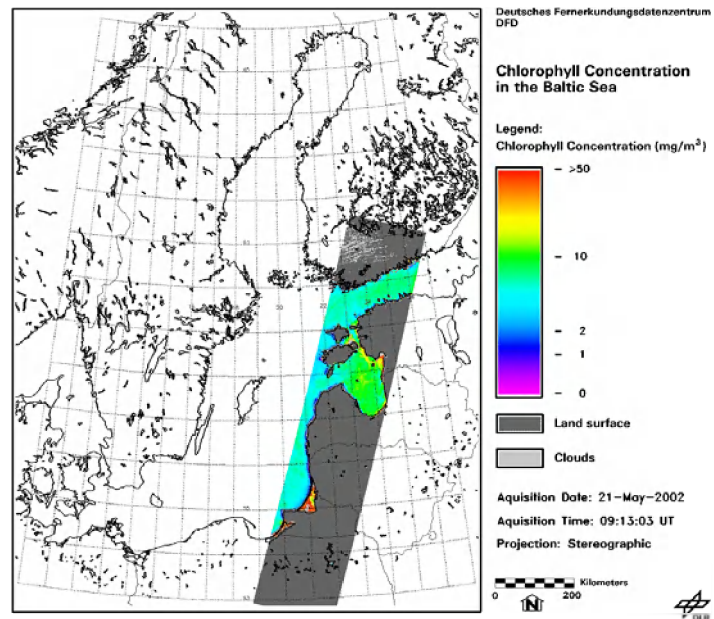 Deutsches Fernerkundungsdatenzentrum
DFD
Chlorophyll Concentration
in the Baltic Sea
Legend:
Chlorophyll Concentration (mg/m³)
>50
10
2
1
0
Land surface
Clouds
Aquisition Date: 21-May-2002
Aquisition Time: 09:13:03 UT
Projection: Stereographic
Kilometers
0 200
N